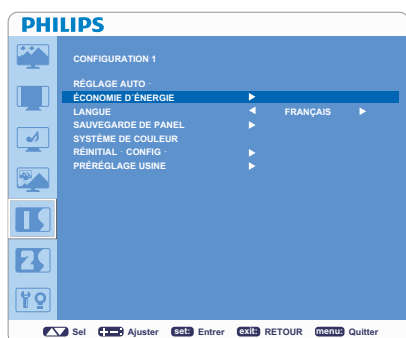 PHILIPS
CONFIGURATION 1
RÉGLAGE AUTO ·
ÉCONOMIE D'ÉNERGIE
LANGUE FRANÇAIS
SAUVEGARDE DE PANEL
SYSTÈME DE COULEUR
RÉINITIAL · CONFIG ·
PRÉRÉGLAGE USINE
Sel Ajuster set: Entrer exit: RETOUR menu: Quitter